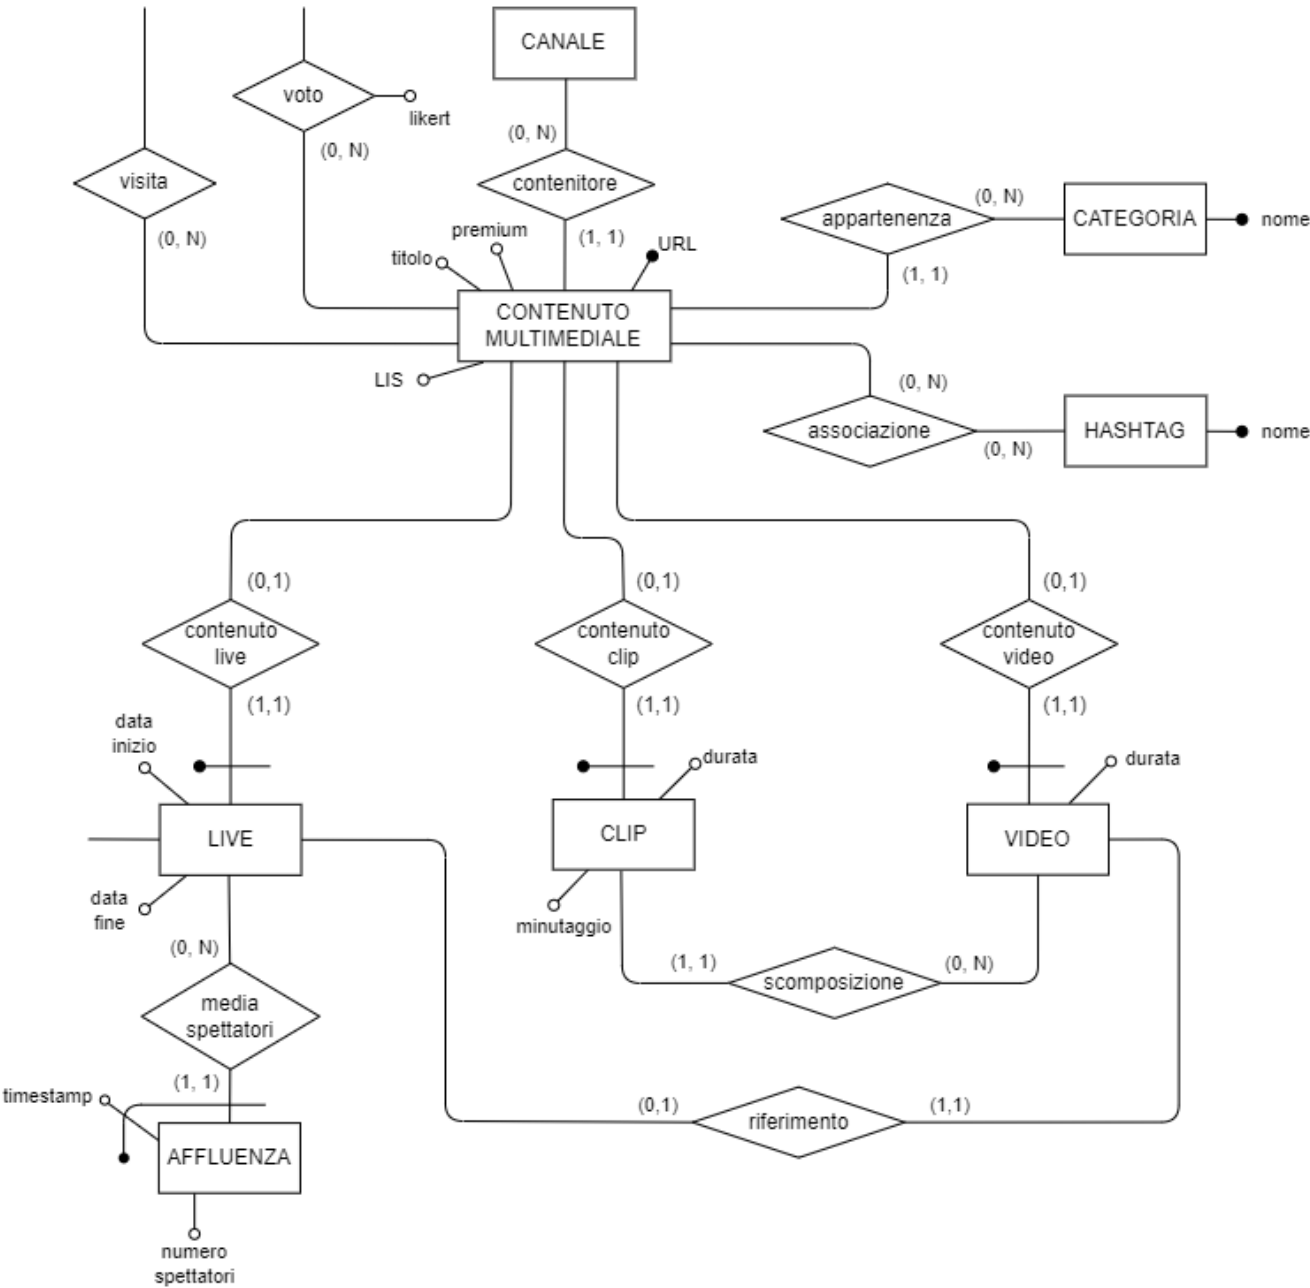 CANALE
voto
likert
(0, N)
(0, N)
visita
contenitore
(0, N)
(1, 1)
appartenenza
(0, N)
CATEGORIA
nome
(1, 1)
premium
titolo
URL
CONTENUTO
MULTIMEDIALE
LIS
(0, N)
associazione
(0, N)
HASHTAG
nome
(0,1)
(0,1)
(0,1)
contenuto
live
contenuto
clip
contenuto
video
(1,1)
(1,1)
(1,1)
data
inizio
durata
durata
LIVE
CLIP
VIDEO
data
fine
minutaggio
(0, N)
(1, 1)
scomposizione
(0, N)
media
spettatori
(1, 1)
timestamp
(0,1)
riferimento
(1,1)
AFFLUENZA
numero
spettatori